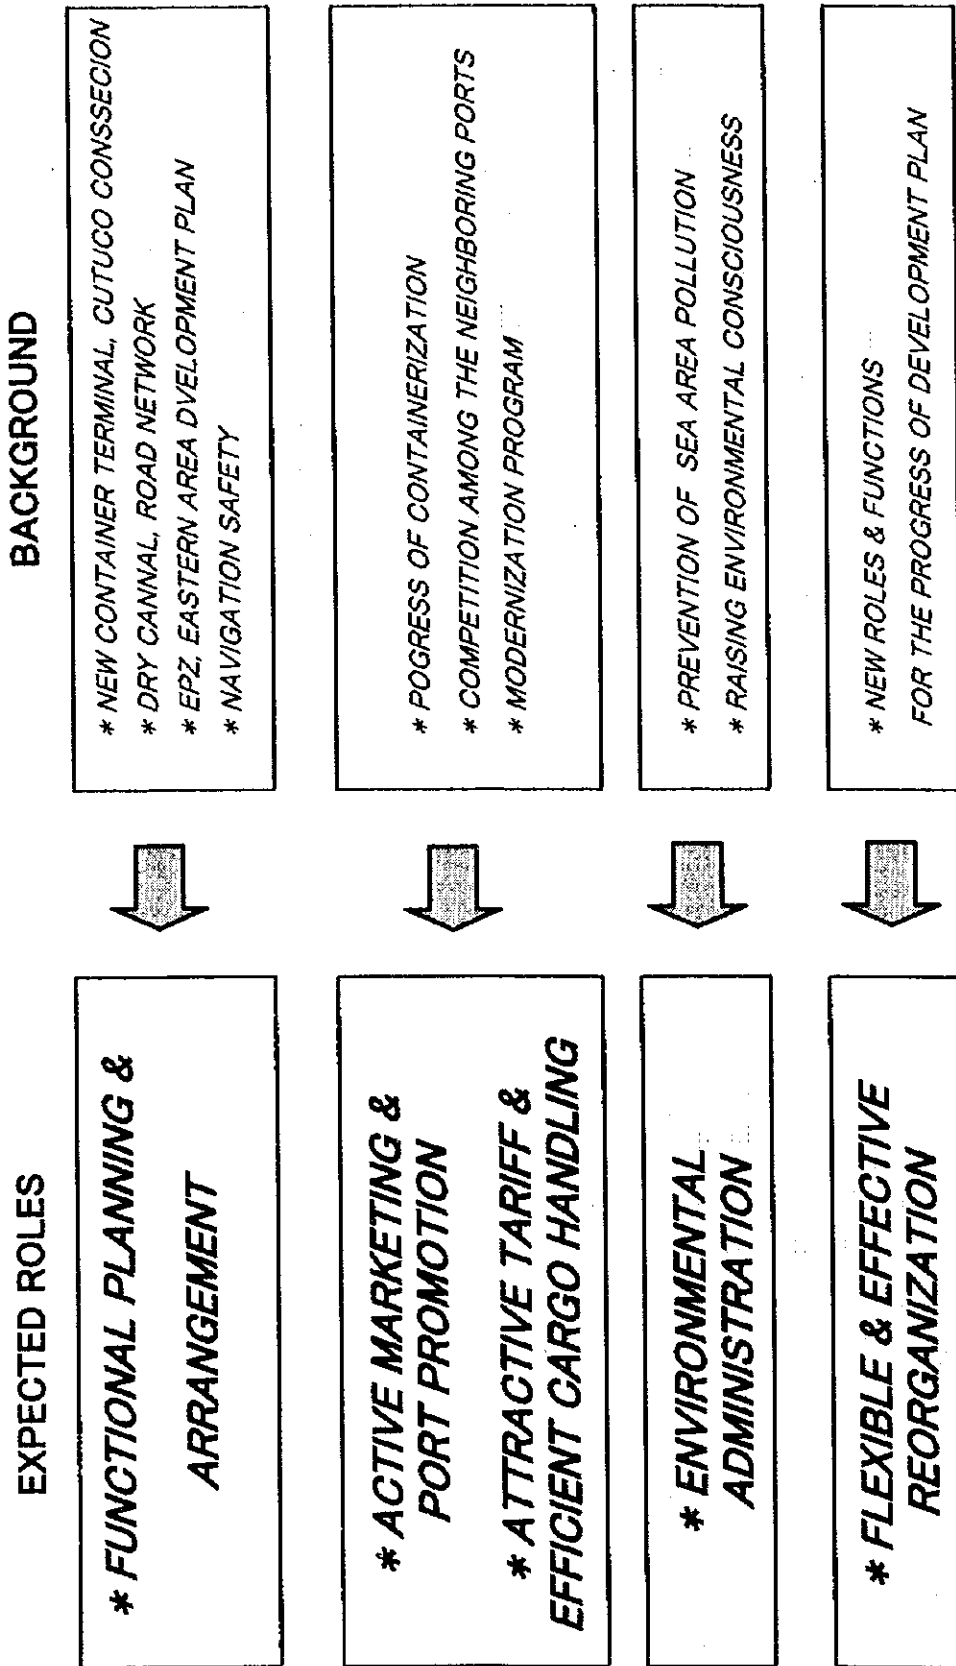 EXPECTED ROLES
* FUNCTIONAL PLANNING &
ARRANGEMENT
* ACTIVE MARKETING &
PORT PROMOTION
* ATTRACTIVE TARIFF &
EFFICIENT CARGO HANDLING
* ENVIRONMENTAL
ADMINISTRATION
* FLEXIBLE & EFFECTIVE
REORGANIZATION
BACKGROUND
* NEW CONTAINER TERMINAL, CUTUCO CONSSECION
* DRY CANNAL, ROAD NETWORK
* EPZ, EASTERN AREA DVELOPMENT PLAN
* NAVIGATION SAFETY
* POGRESS OF CONTAINERIZATION
* COMPETITION AMONG THE NEIGHBORING PORTS
* MODERNIZATION PROGRAM
* PREVENTION OF SEA AREA POLLUTION
* RAISING ENVIRONMENTAL CONSCIOUSNESS
* NEW ROLES & FUNCTIONS
FOR THE PROGRESS OF DEVELOPMENT PLAN